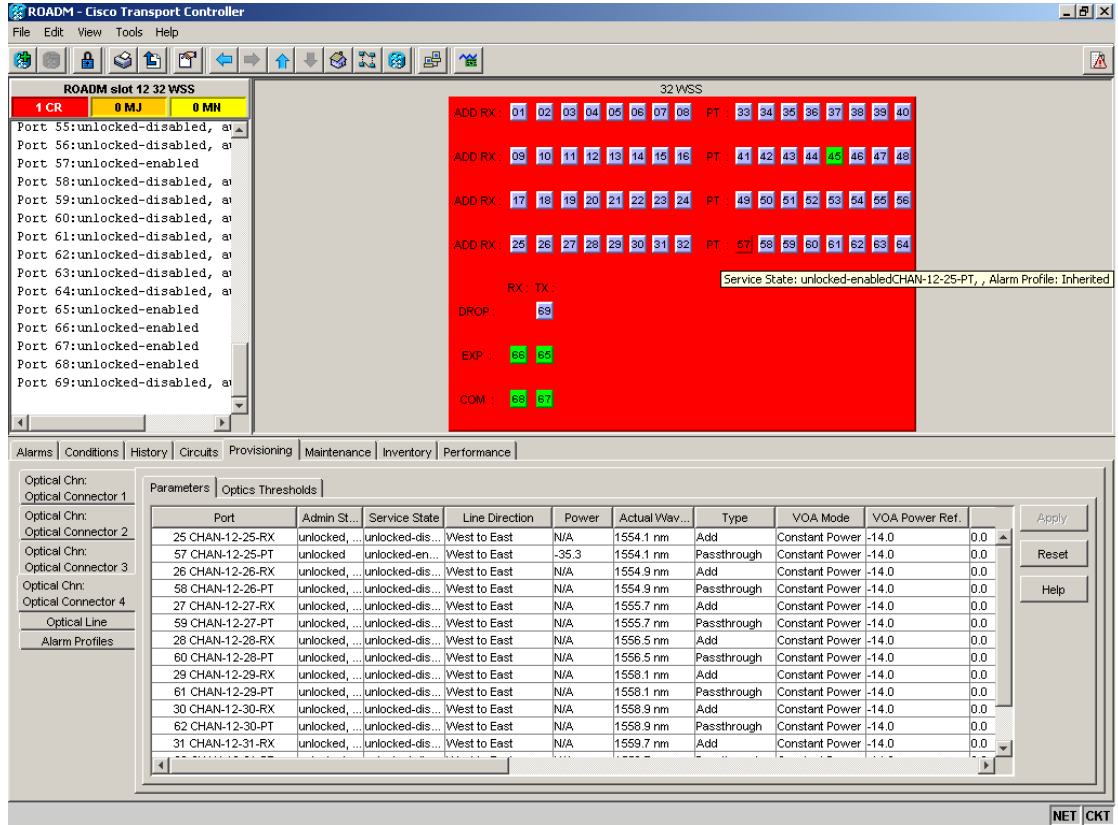 ROADM - Cisco Transport Controller
File Edit View Tools Help
ROADM slot 12 32 WSS
1 CR 0 MJ 0 MN
Port 55:unlocked-disabled, a
Port 56:unlocked-disabled, a
Port 57:unlocked-enabled
Port 58:unlocked-disabled, a
Port 59:unlocked-disabled, a
Port 60:unlocked-disabled, a
Port 61:unlocked-disabled, a
Port 62:unlocked-disabled, a
Port 63:unlocked-disabled, a
Port 64:unlocked-disabled, a
Port 65:unlocked-enabled
Port 66:unlocked-enabled
Port 67:unlocked-enabled
Port 68:unlocked-enabled
Port 69:unlocked-disabled, a
32 WSS
ADD RX: 01 02 03 04 05 06 07 08 PT : 33 34 35 36 37 38 39 40
ADD RX: 09 10 11 12 13 14 15 16 PT : 41 42 43 44 45 46 47 48
ADD RX: 17 18 19 20 21 22 23 24 PT : 49 50 51 52 53 54 55 56
ADD RX: 25 26 27 28 29 30 31 32 PT : 57 58 59 60 61 62 63 64
Service State: unlocked-enabledCHAN-12-25-PT, , Alarm Profile: Inherited
RX : TX :
DROP: 69
EXP : 66 65
COM : 68 67
Alarms Conditions History Circuits Provisioning Maintenance Inventory Performance
Optical Chn:
Optical Connector 1
Optical Chn:
Optical Connector 2
Optical Chn:
Optical Connector 3
Optical Chn:
Optical Connector 4
Optical Line
Alarm Profiles
Parameters Optics Thresholds
Port Admin St... Service State Line Direction Power Actual Wav... Type VOA Mode VOA Power Ref.
25 CHAN-12-25-RX unlocked, ... unlocked-dis... West to East N/A 1554.1 nm Add Constant Power -14.0 0.0
57 CHAN-12-25-PT unlocked unlocked-en... West to East -35.3 1554.1 nm Passthrough Constant Power -14.0 0.0
26 CHAN-12-26-RX unlocked, ... unlocked-dis... West to East N/A 1554.9 nm Add Constant Power -14.0 0.0
58 CHAN-12-26-PT unlocked, ... unlocked-dis... West to East N/A 1554.9 nm Passthrough Constant Power -14.0 0.0
27 CHAN-12-27-RX unlocked, ... unlocked-dis... West to East N/A 1555.7 nm Add Constant Power -14.0 0.0
59 CHAN-12-27-PT unlocked, ... unlocked-dis... West to East N/A 1555.7 nm Passthrough Constant Power -14.0 0.0
28 CHAN-12-28-RX unlocked, ... unlocked-dis... West to East N/A 1556.5 nm Add Constant Power -14.0 0.0
60 CHAN-12-28-PT unlocked, ... unlocked-dis... West to East N/A 1556.5 nm Passthrough Constant Power -14.0 0.0
29 CHAN-12-29-RX unlocked, ... unlocked-dis... West to East N/A 1558.1 nm Add Constant Power -14.0 0.0
61 CHAN-12-29-PT unlocked, ... unlocked-dis... West to East N/A 1558.1 nm Passthrough Constant Power -14.0 0.0
30 CHAN-12-30-RX unlocked, ... unlocked-dis... West to East N/A 1558.9 nm Add Constant Power -14.0 0.0
62 CHAN-12-30-PT unlocked, ... unlocked-dis... West to East N/A 1558.9 nm Passthrough Constant Power -14.0 0.0
31 CHAN-12-31-RX unlocked, ... unlocked-dis... West to East N/A 1559.7 nm Add Constant Power -14.0 0.0
Apply
Reset
Help
NET CKT